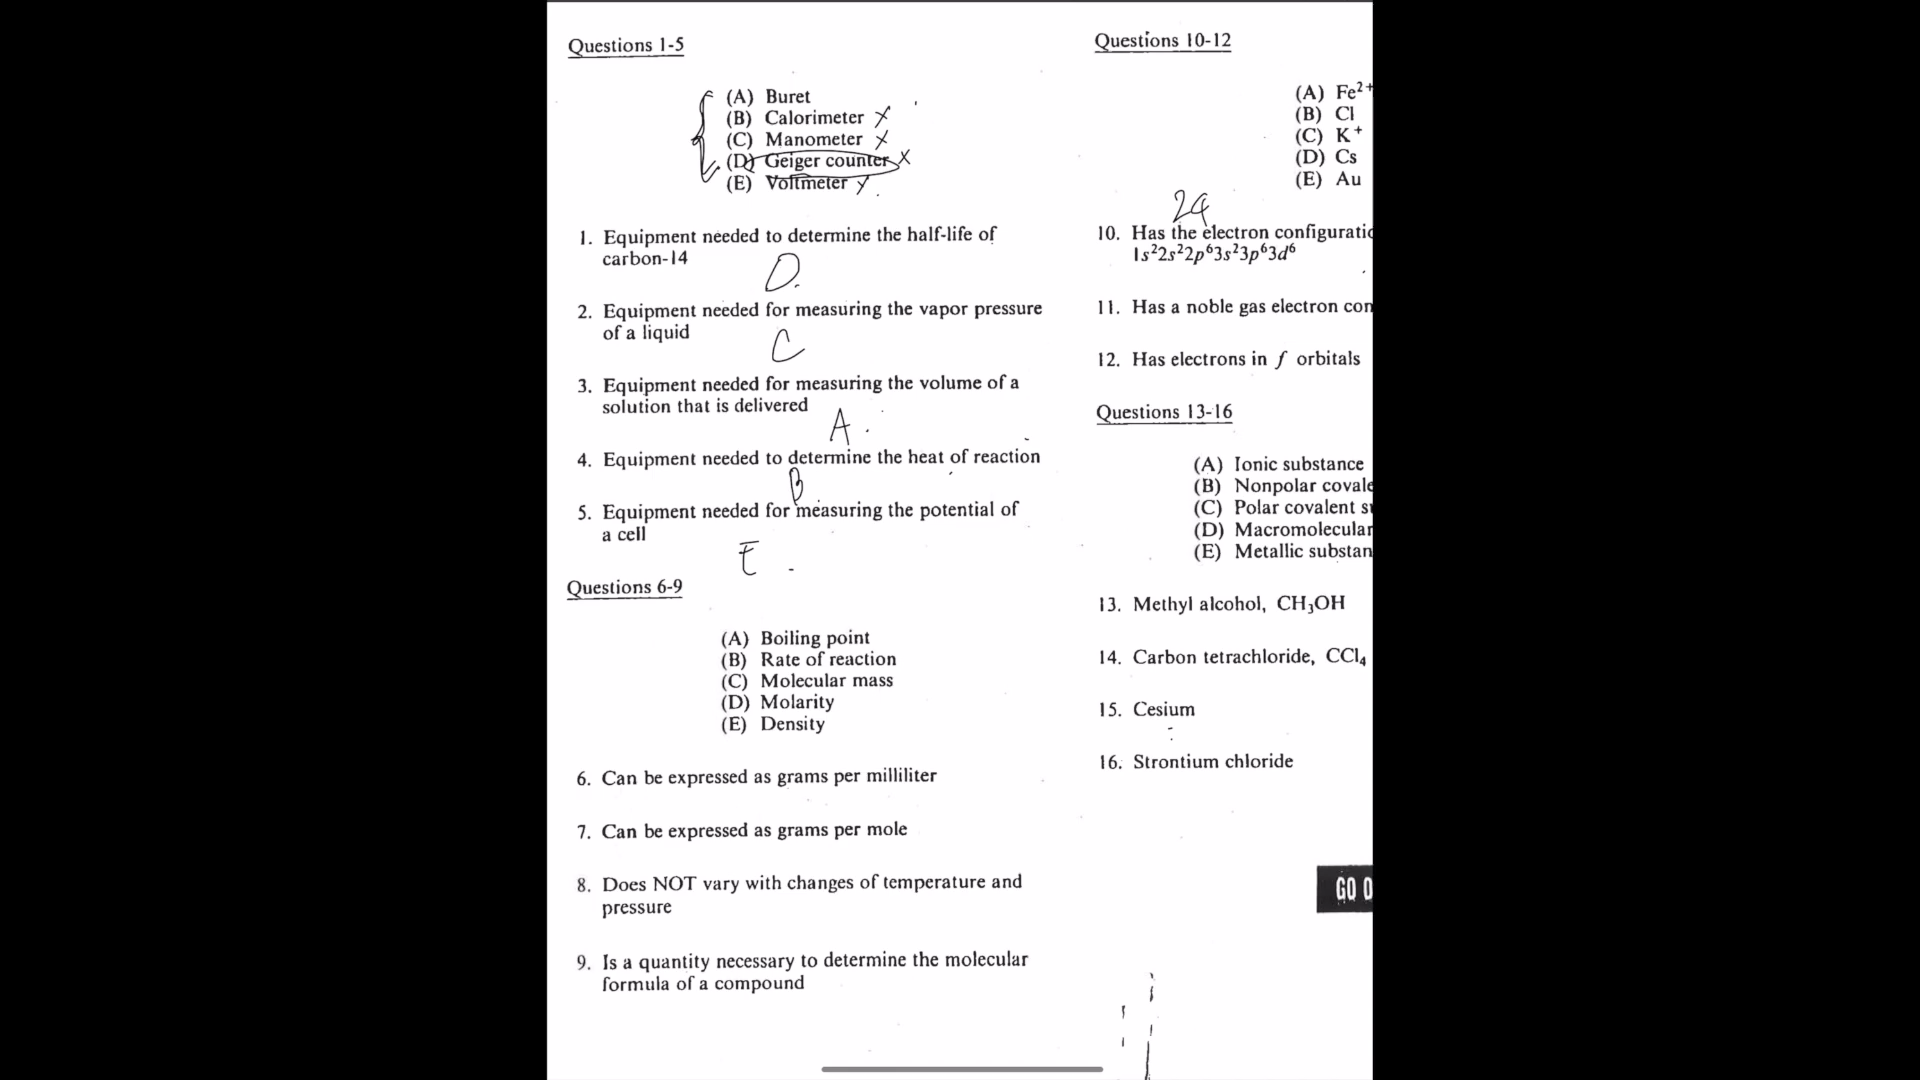 Questions 1-5
(A) Buret
(B) Calorimeter X
(C) Manometer X
(D) Geiger counter X
(E) Voltmeter
1. Equipment needed to determine the half-life of
carbon-14
D.
2. Equipment needed for measuring the vapor pressure
of a liquid
C
3. Equipment needed for measuring the volume of a
solution that is delivered
A.
4. Equipment needed to determine the heat of reaction
B
5. Equipment needed for measuring the potential of
a cell
E.
Questions 6-9
(A) Boiling point
(B) Rate of reaction
(C) Molecular mass
(D) Molarity
(E) Density
6. Can be expressed as grams per milliliter
7. Can be expressed as grams per mole
8. Does NOT vary with changes of temperature and
pressure
9. Is a quantity necessary to determine the molecular
formula of a compound
Questions 10-12
(A) Fe²⁺
(B) Cl
(C) K⁺
(D) Cs
(E) Au
24
10. Has the electron configuratio
1s²2s²2p⁶3s²3p⁶3d⁶
11. Has a noble gas electron con
12. Has electrons in f orbitals
Questions 13-16
(A) Ionic substance
(B) Nonpolar covale
(C) Polar covalent s
(D) Macromolecular
(E) Metallic substan
13. Methyl alcohol, CH₃OH
14. Carbon tetrachloride, CCl₄
15. Cesium
16. Strontium chloride
GO O